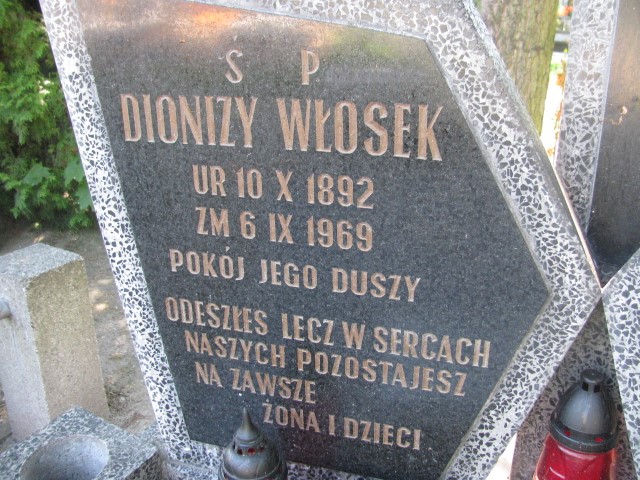 Ś P
DIONIZY WŁOSEK
UR 10 X 1892
ZM 6 IX 1969
POKÓJ JEGO DUSZY
ODESZŁEŚ LECZ W SERCACH
NASZYCH POZOSTAJESZ
NA ZAWSZE
ŻONA I DZIECI